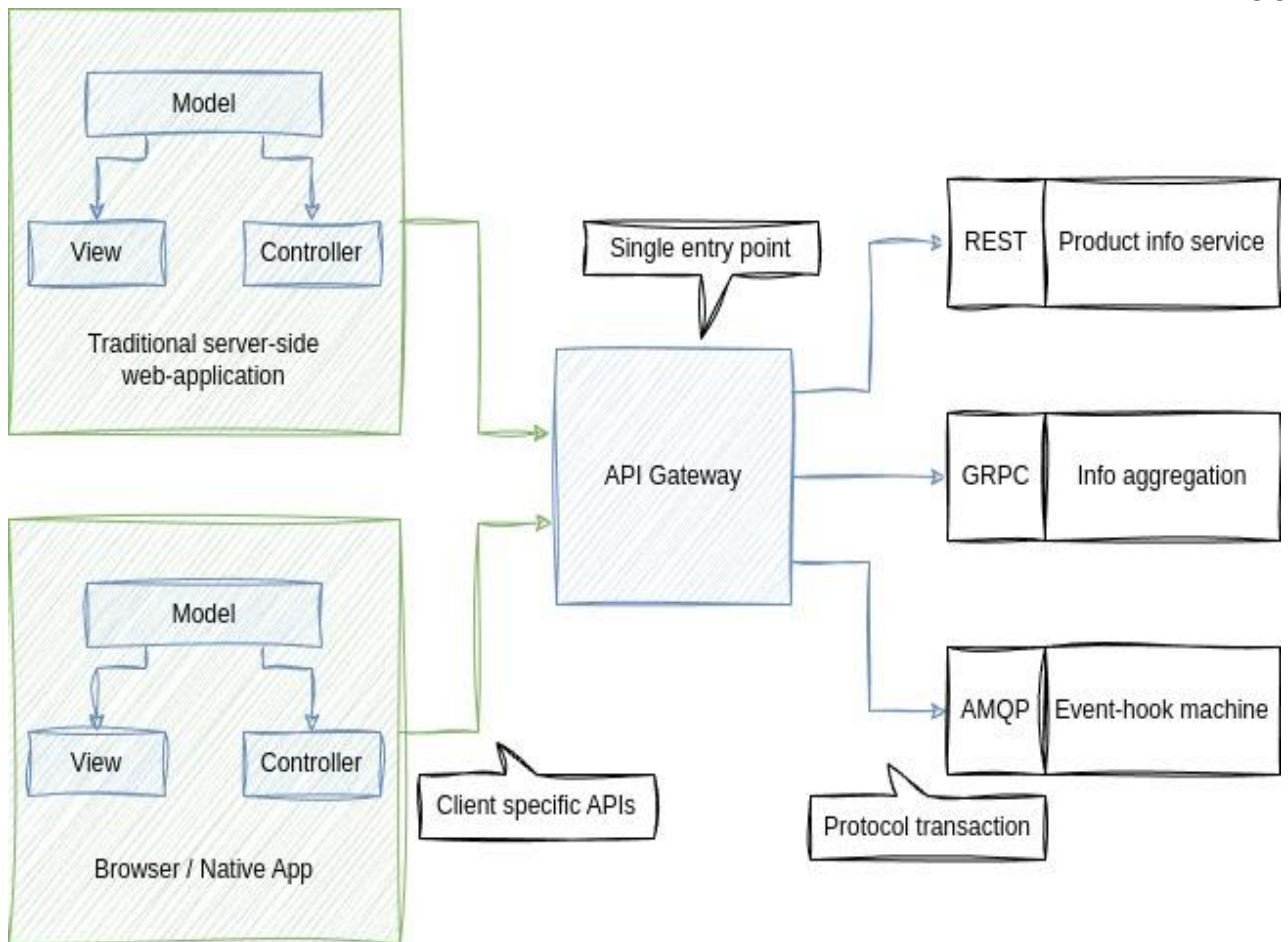 Model
View
Controller
Traditional server-side
web-application
Single entry point
API Gateway
REST
Product info service
GRPC
Info aggregation
AMQP
Event-hook machine
Model
View
Controller
Browser / Native App
Client specific APIs
Protocol transaction